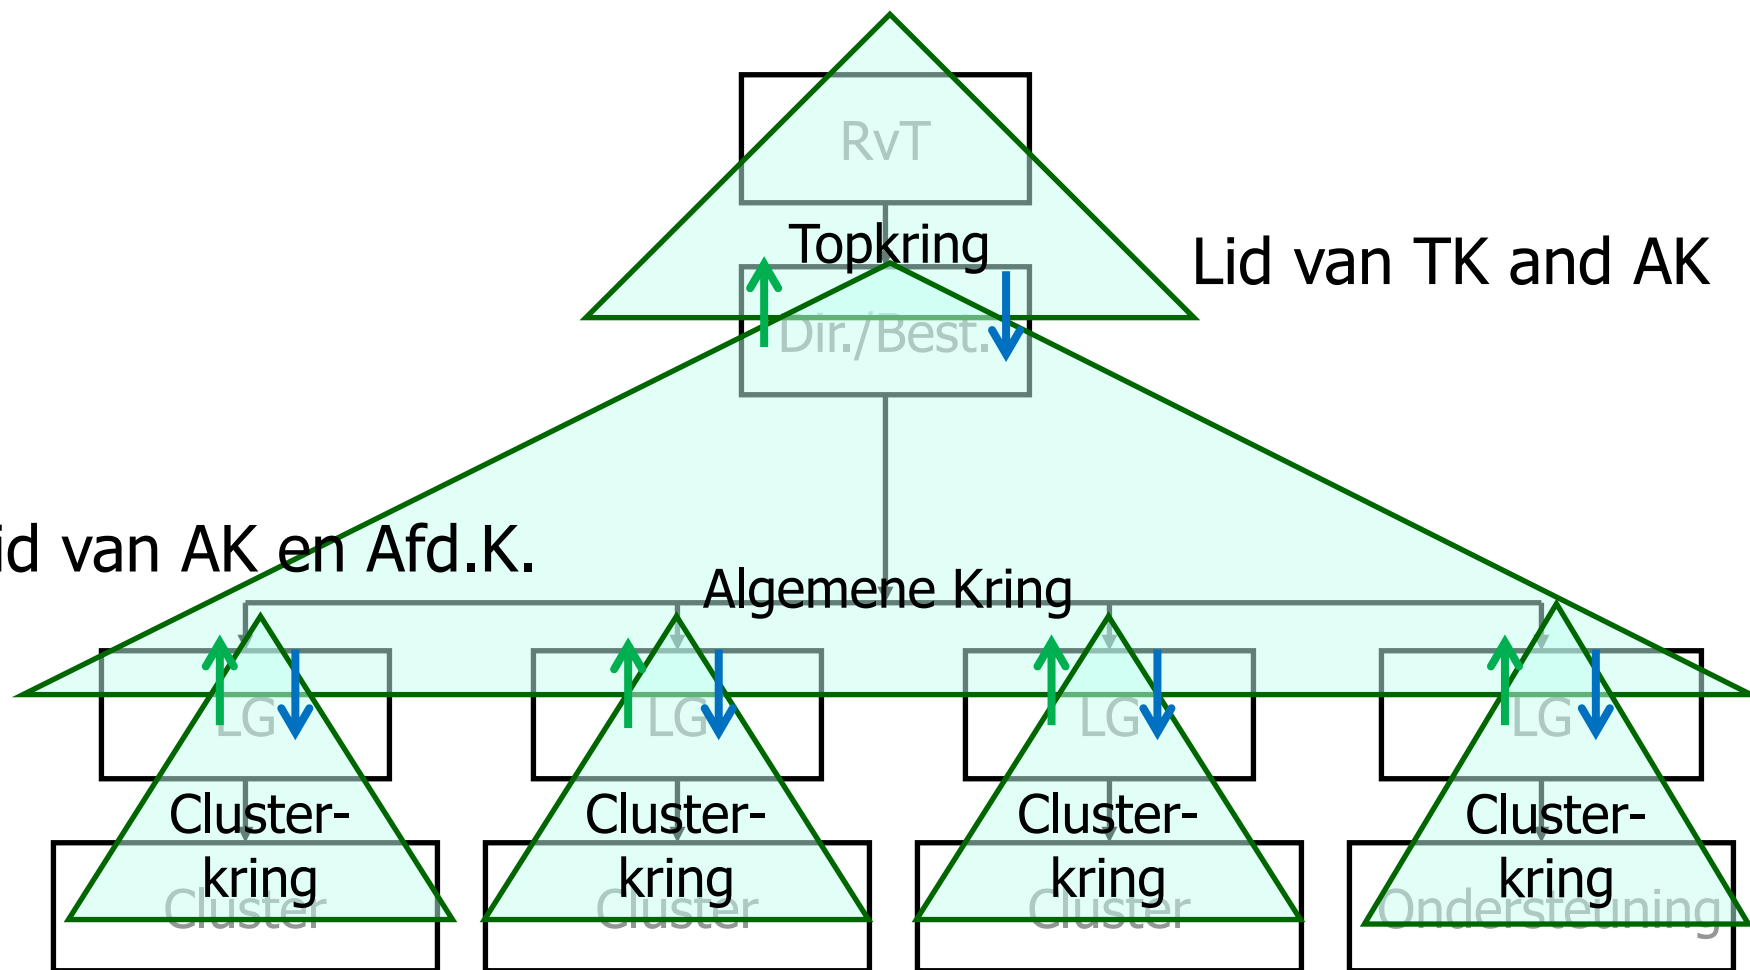 RvT
Topkring
Lid van TK and AK
Dir./Best.
id van AK en Afd.K.
Algemene Kring
LG
LG
LG
LG
Cluster-
kring
Cluster-
kring
Cluster-
kring
Cluster-
kring
Cluster
Cluster
Cluster
Ondersteuning